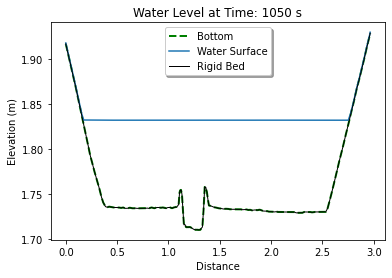 Water Level at Time: 1050 s
Bottom
Water Surface
Rigid Bed
Elevation (m)
1.90
1.85
1.80
1.75
1.70
0.0 0.5 1.0 1.5 2.0 2.5 3.0
Distance